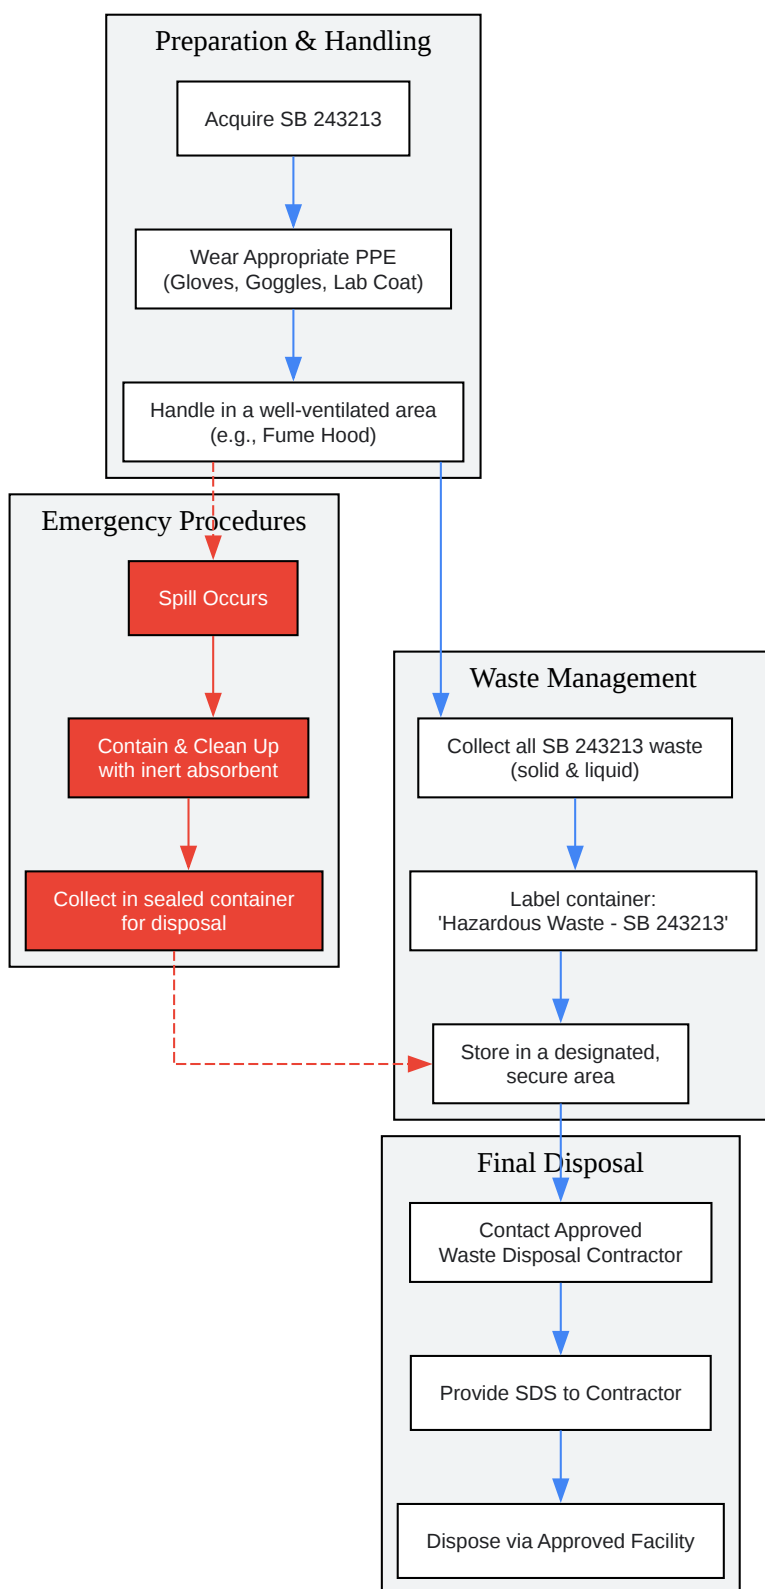 Preparation & Handling
Acquire SB 243213
Wear Appropriate PPE
(Gloves, Goggles, Lab Coat)
Handle in a well-ventilated area
(e.g., Fume Hood)
Emergency Procedures
Spill Occurs
Contain & Clean Up
with inert absorbent
Collect in sealed container
for disposal
Waste Management
Collect all SB 243213 waste
(solid & liquid)
Label container:
'Hazardous Waste - SB 243213'
Store in a designated,
secure area
Final Disposal
Contact Approved
Waste Disposal Contractor
Provide SDS to Contractor
Dispose via Approved Facility